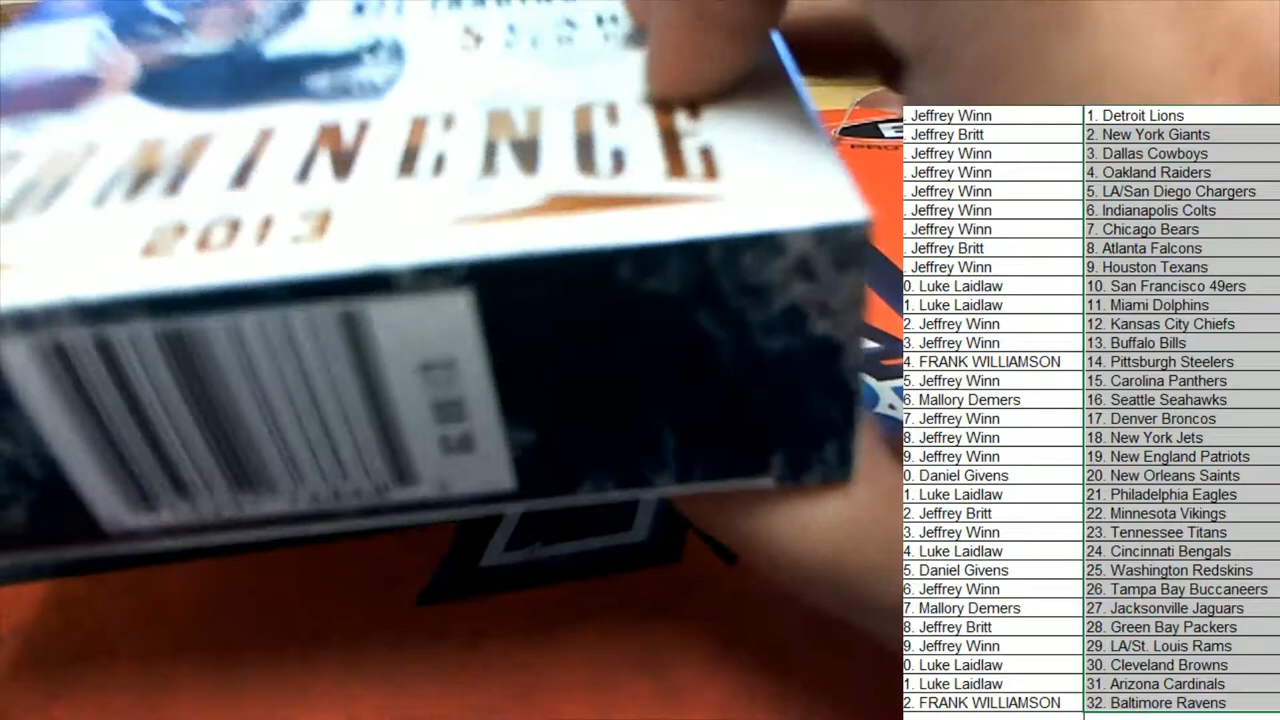 MINENCE
2013
. Jeffrey Winn 1. Detroit Lions
. Jeffrey Britt 2. New York Giants
. Jeffrey Winn 3. Dallas Cowboys
. Jeffrey Winn 4. Oakland Raiders
. Jeffrey Winn 5. LA/San Diego Chargers
. Jeffrey Winn 6. Indianapolis Colts
. Jeffrey Winn 7. Chicago Bears
. Jeffrey Britt 8. Atlanta Falcons
. Jeffrey Winn 9. Houston Texans
0. Luke Laidlaw 10. San Francisco 49ers
1. Luke Laidlaw 11. Miami Dolphins
2. Jeffrey Winn 12. Kansas City Chiefs
3. Jeffrey Winn 13. Buffalo Bills
4. FRANK WILLIAMSON 14. Pittsburgh Steelers
5. Jeffrey Winn 15. Carolina Panthers
6. Mallory Demers 16. Seattle Seahawks
7. Jeffrey Winn 17. Denver Broncos
8. Jeffrey Winn 18. New York Jets
9. Jeffrey Winn 19. New England Patriots
0. Daniel Givens 20. New Orleans Saints
1. Luke Laidlaw 21. Philadelphia Eagles
2. Jeffrey Britt 22. Minnesota Vikings
3. Jeffrey Winn 23. Tennessee Titans
4. Luke Laidlaw 24. Cincinnati Bengals
5. Daniel Givens 25. Washington Redskins
6. Jeffrey Winn 26. Tampa Bay Buccaneers
7. Mallory Demers 27. Jacksonville Jaguars
8. Jeffrey Britt 28. Green Bay Packers
9. Jeffrey Winn 29. LA/St. Louis Rams
0. Luke Laidlaw 30. Cleveland Browns
1. Luke Laidlaw 31. Arizona Cardinals
2. FRANK WILLIAMSON 32. Baltimore Ravens